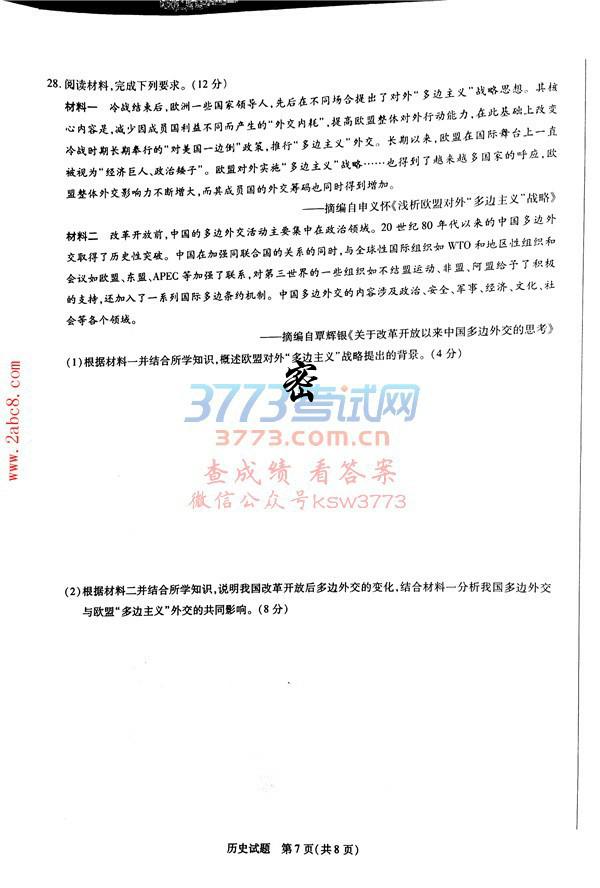 28. 阅读材料,完成下列要求。(12 分)
材料一 冷战结束后,欧洲一些国家领导人,先后在不同场合提出了对外“多边主义”战略思想。其核
心内容是,减少因成员国利益不同而产生的“外交内耗”,提高欧盟整体对外行动能力,在此基础上改变
冷战时期长期奉行的“对美国一边倒”政策,推行“多边主义”外交。长期以来,欧盟在国际舞台上一直
被视为“经济巨人、政治矮子”。欧盟对外实施“多边主义”战略……也得到了越来越多国家的呼应,欧
盟整体外交影响力不断增大,而其成员国的外交筹码也同时得到增加。
——摘编自申义怀《浅析欧盟对外“多边主义”战略》
材料二 改革开放前,中国的多边外交活动主要集中在政治领域。20 世纪 80 年代以来的中国多边外
交取得了历史性突破。中国在加强同联合国的关系的同时,与全球性国际组织如 WTO 和地区性组织和
会议如欧盟、东盟、APEC 等加强了联系,对第三世界的一些组织如不结盟运动、非盟、阿盟给予了积极
的支持,还加入了一系列国际多边条约机制。中国多边外交的内容涉及政治、安全、军事、经济、文化、社
会等各个领域。
——摘编自覃辉银《关于改革开放以来中国多边外交的思考》
(1)根据材料一并结合所学知识,概述欧盟对外“多边主义”战略提出的背景。(4 分)
密
3773考试网
3773.com.cn
查成绩 看答案
微信公众号ksw3773
www.2abc8.com
(2)根据材料二并结合所学知识,说明我国改革开放后多边外交的变化,结合材料一分析我国多边外交
与欧盟“多边主义”外交的共同影响。(8 分)
历史试题 第 7 页(共 8 页)